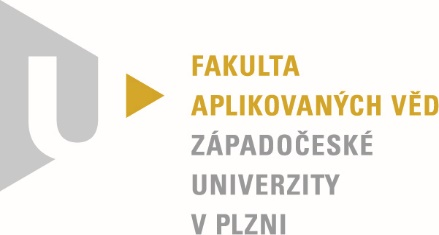 U
FAKULTA
APLIKOVANÝCH VĚD
ZÁPADOČESKÉ
UNIVERZITY
V PLZNI